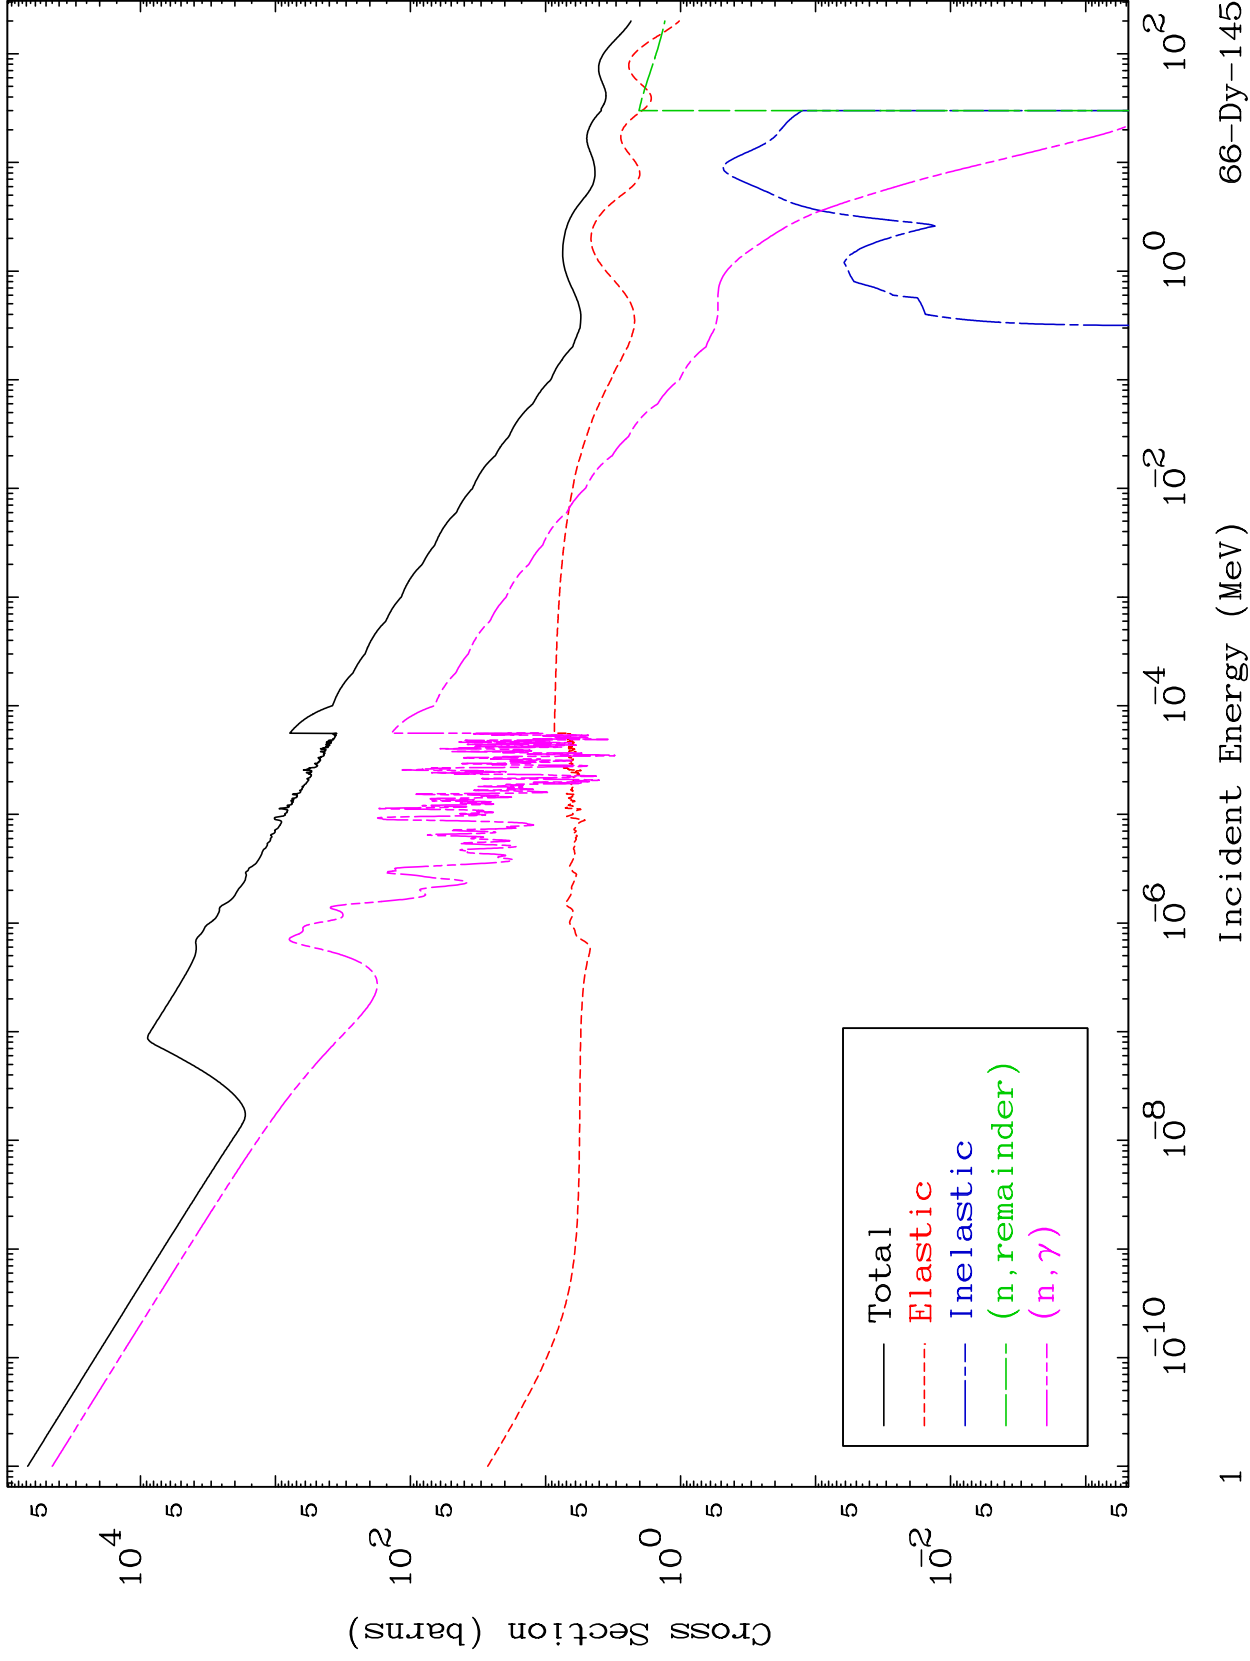 Cross Section (barns)
5
10^4
5
5
10^2
5
5
10^0
5
5
10^-2
5
5
Total
Elastic
Inelastic
(n,remainder)
(n,γ)
10^-10
10^-8
10^-6
10^-4
10^-2
10^0
10^2
1
Incident Energy (MeV)
66-Dy-145